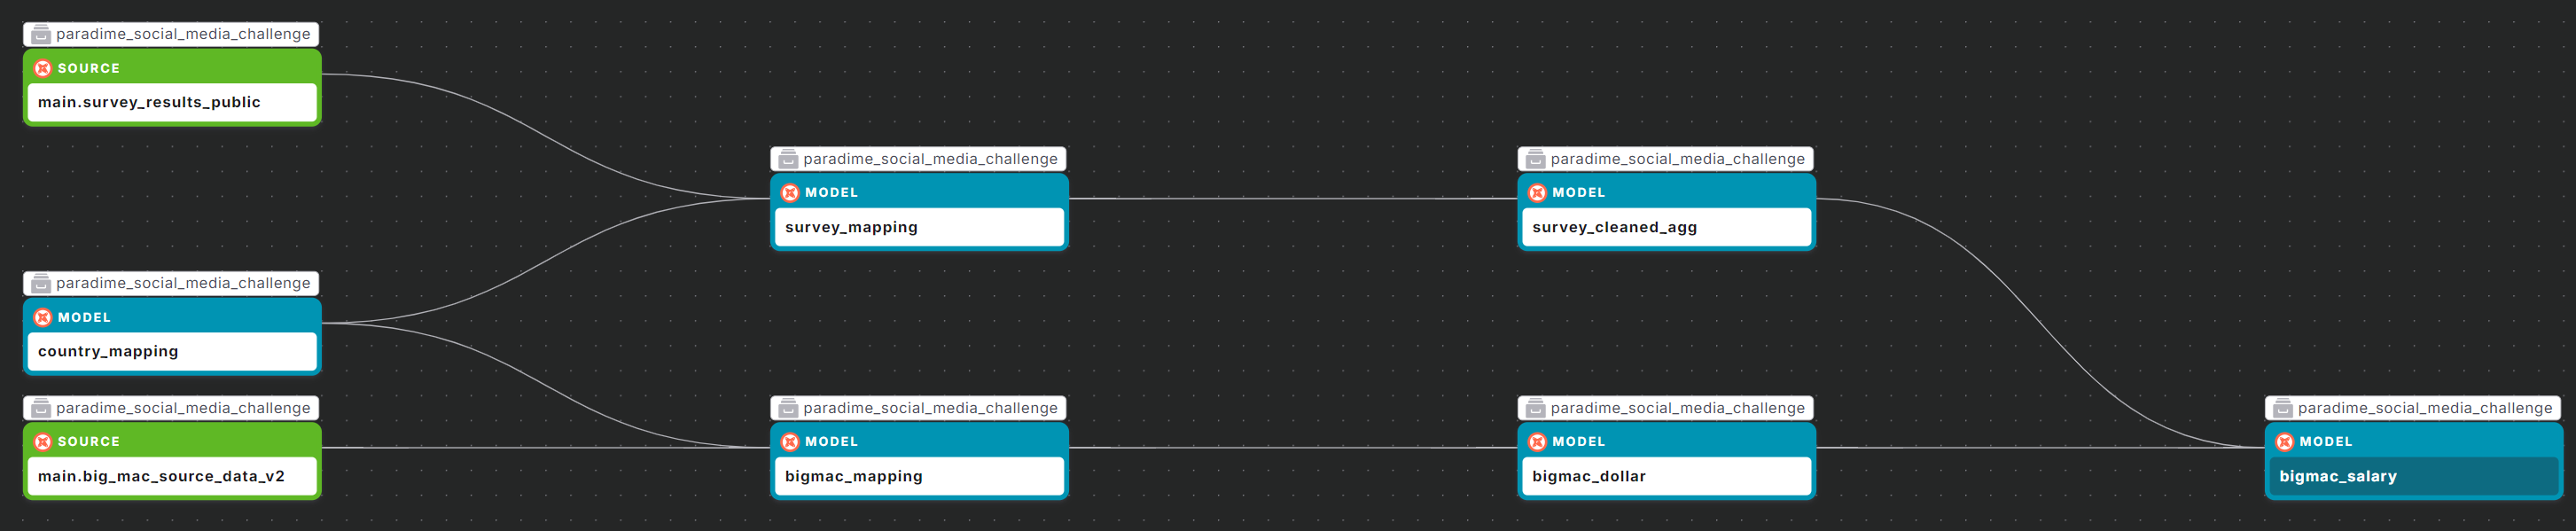 paradime_social_media_challenge
SOURCE
main.survey_results_public
paradime_social_media_challenge
MODEL
survey_mapping
paradime_social_media_challenge
MODEL
survey_cleaned_agg
paradime_social_media_challenge
MODEL
country_mapping
paradime_social_media_challenge
SOURCE
main.big_mac_source_data_v2
paradime_social_media_challenge
MODEL
bigmac_mapping
paradime_social_media_challenge
MODEL
bigmac_dollar
paradime_social_media_challenge
MODEL
bigmac_salary